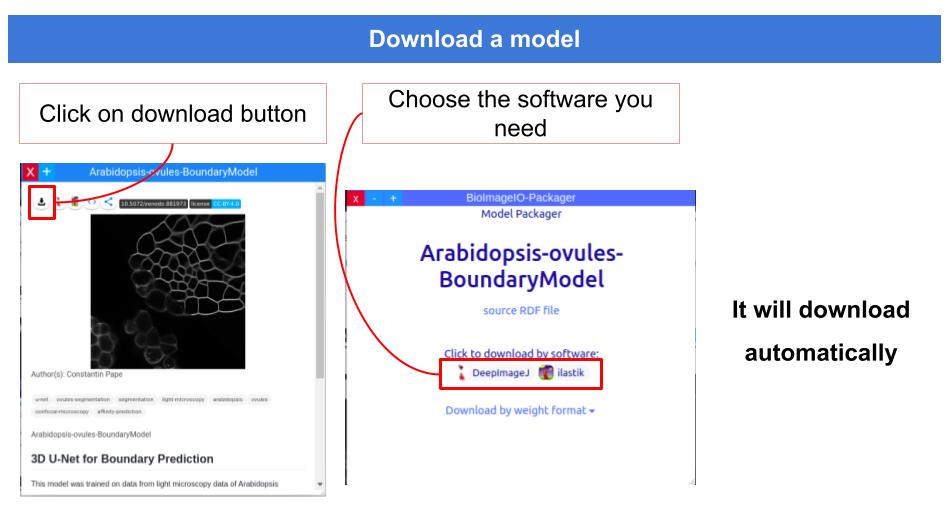 Download a model
Click on download button
Choose the software you
need
X +
Arabidopsis-ovules-BoundaryModel
10.5072/zenodo.881973 license CC-BY-4.0
Author(s): Constantin Pape
u-net ovules-segmentation segmentation light-microscopy arabidopsis ovules
confocal-microscopy affinity-prediction
Arabidopsis-ovules-BoundaryModel
3D U-Net for Boundary Prediction
This model was trained on data from light microscopy data of Arabidopsis
x - +
BioImageIO-Packager
Model Packager
Arabidopsis-ovules-
BoundaryModel
source RDF file
Click to download by software:
DeepImageJ ilastik
Download by weight format
It will download
automatically